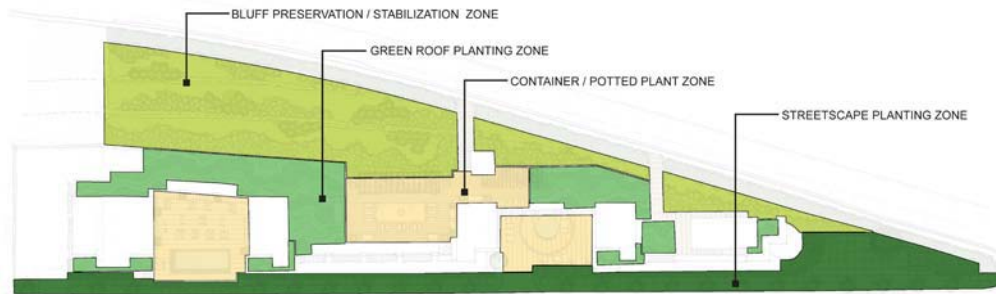 BLUFF PRESERVATION / STABILIZATION ZONE
GREEN ROOF PLANTING ZONE
CONTAINER / POTTED PLANT ZONE
STREETSCAPE PLANTING ZONE